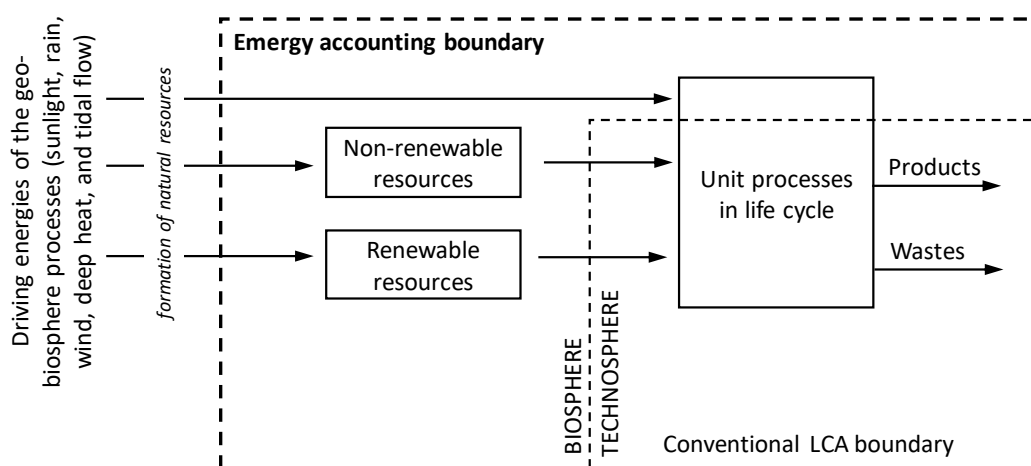 Driving energies of the geo-
biosphere processes (sunlight, rain,
wind, deep heat, and tidal flow)
formation of natural resources
Emergy accounting boundary
Non-renewable
resources
Renewable
resources
BIOSPHERE
TECHNOSPHERE
Unit processes
in life cycle
Products
Wastes
Conventional LCA boundary